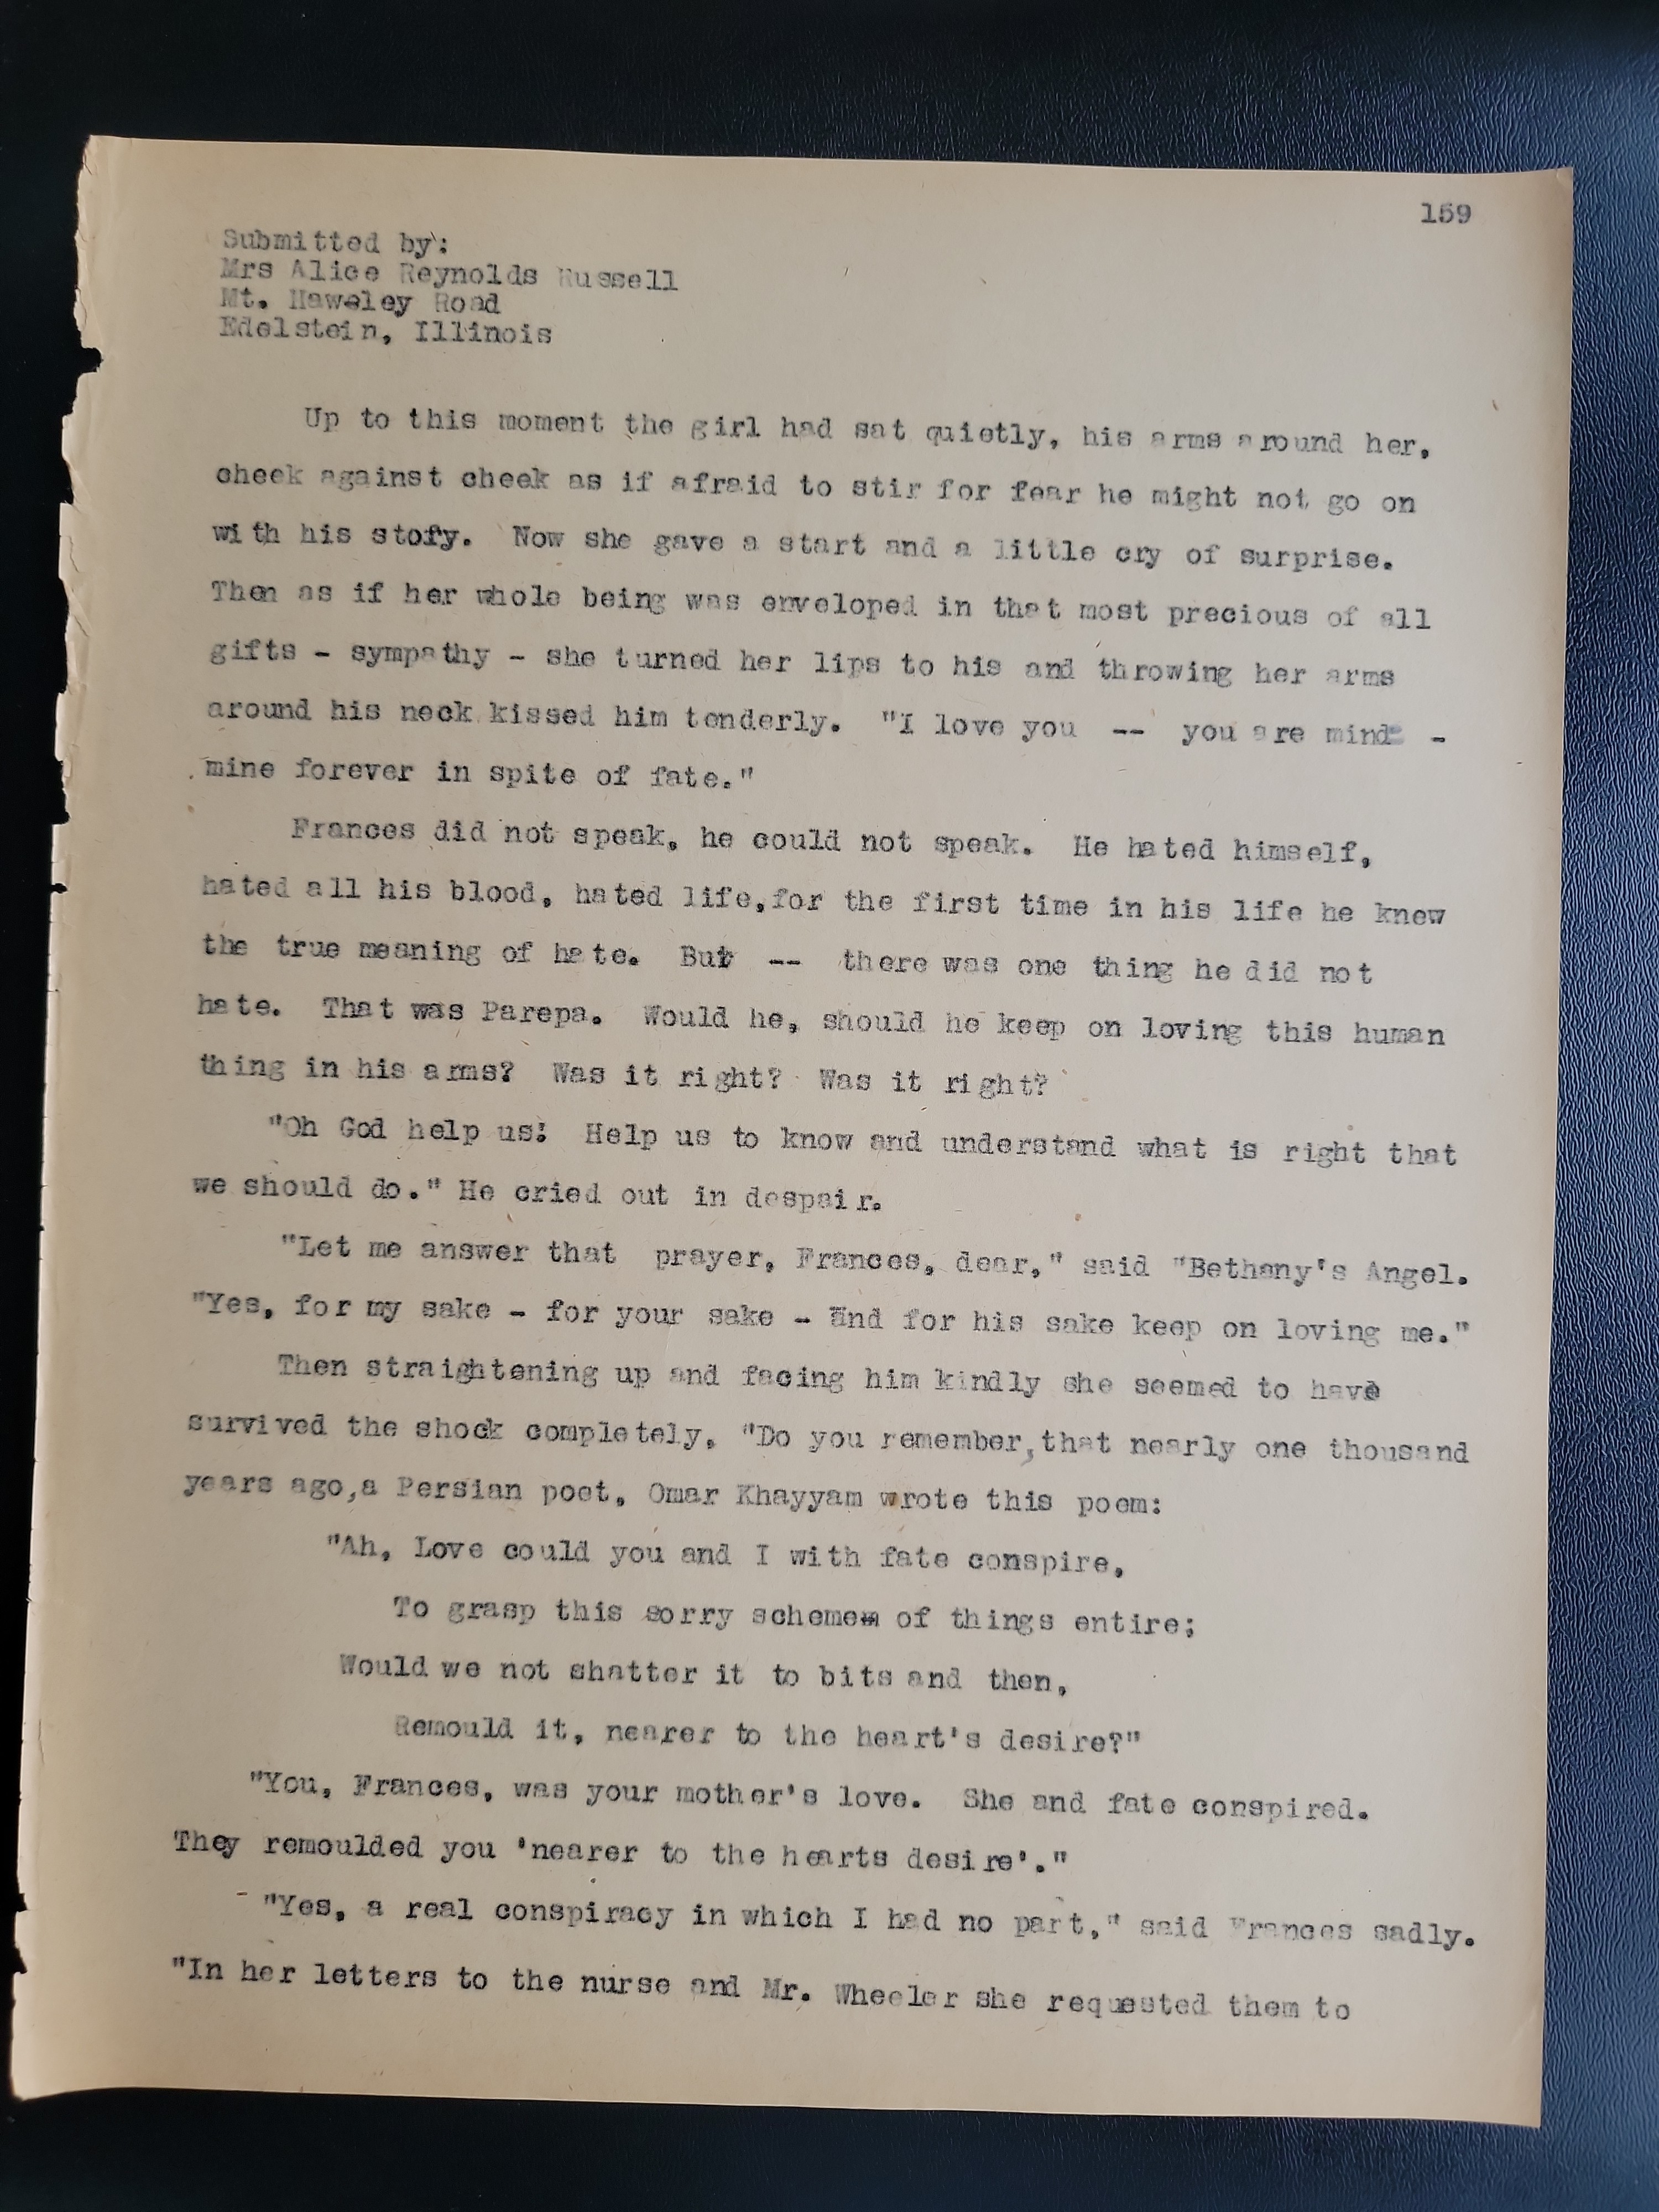 159
Submitted by:
Mrs Alice Reynolds Russell
Mt. Haweley Road
Edelstein, Illinois
Up to this moment the girl had sat quietly, his arms around her,
cheek against cheek as if afraid to stir for fear he might not go on
with his story. Now she gave a start and a little cry of surprise.
Then as if her whole being was enveloped in that most precious of all
gifts - sympathy - she turned her lips to his and throwing her arms
around his neck kissed him tenderly. "I love you -- you are mind -
mine forever in spite of fate."
Frances did not speak, he could not speak. He hated himself,
hated all his blood, hated life,for the first time in his life he knew
the true meaning of hate. But -- there was one thing he did not
hate. That was Parepa. Would he, should he keep on loving this human
thing in his arms? Was it right? Was it right?
"Oh God help us! Help us to know and understand what is right that
we should do." He cried out in despair.
"Let me answer that prayer, Frances, dear," said "Bethany's Angel.
"Yes, for my sake - for your sake - and for his sake keep on loving me."
Then straightening up and facing him kindly she seemed to have
survived the shock completely, "Do you remember,that nearly one thousand
years ago,a Persian poet, Omar Khayyam wrote this poem:
"Ah, Love could you and I with fate conspire,
To grasp this sorry scheme of things entire;
Would we not shatter it to bits and then,
Remould it, nearer to the heart's desire?"
"You, Frances, was your mother's love. She and fate conspired.
They remoulded you 'nearer to the hearts desire'."
"Yes, a real conspiracy in which I had no part," said Frances sadly.
"In her letters to the nurse and Mr. Wheeler she requested them to